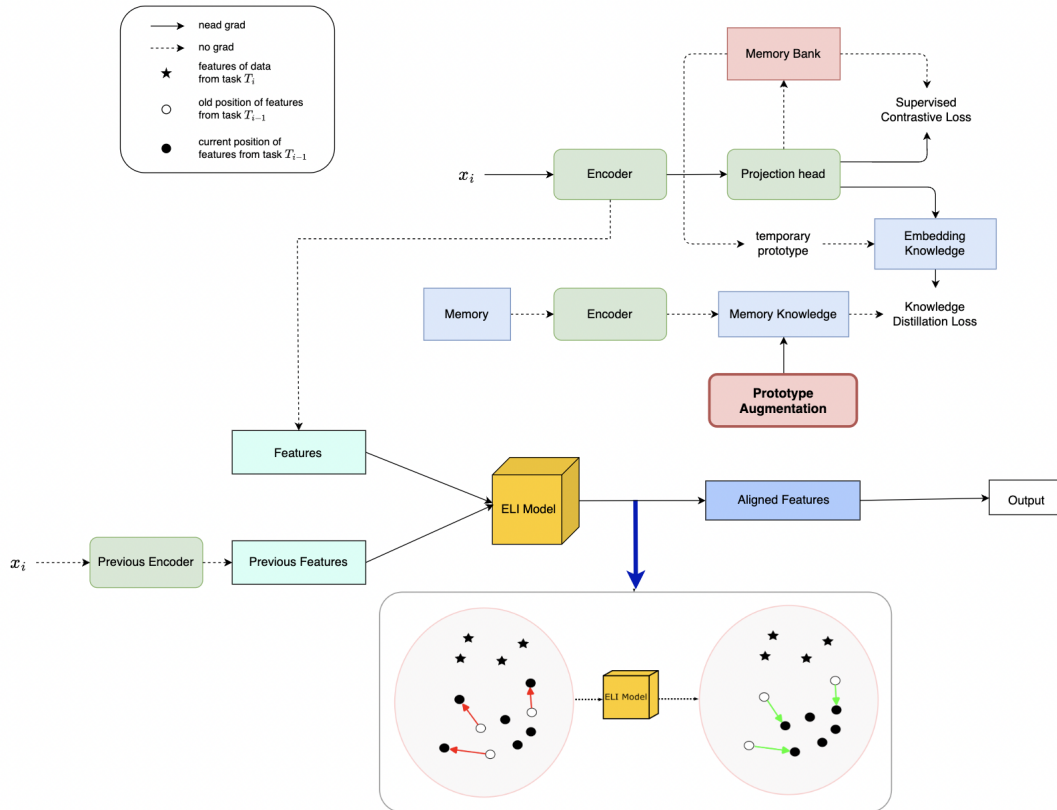 nead grad
no grad
features of data
from task T_i
old position of features
from task T_{i-1}
current position of
features from task T_{i-1}
Memory Bank
Supervised
Contrastive Loss
x_i
Encoder
Projection head
temporary
prototype
Embedding
Knowledge
Memory
Encoder
Memory Knowledge
Knowledge
Distillation Loss
Prototype
Augmentation
Features
ELI Model
Aligned Features
Output
x_i
Previous Encoder
Previous Features
ELI Model